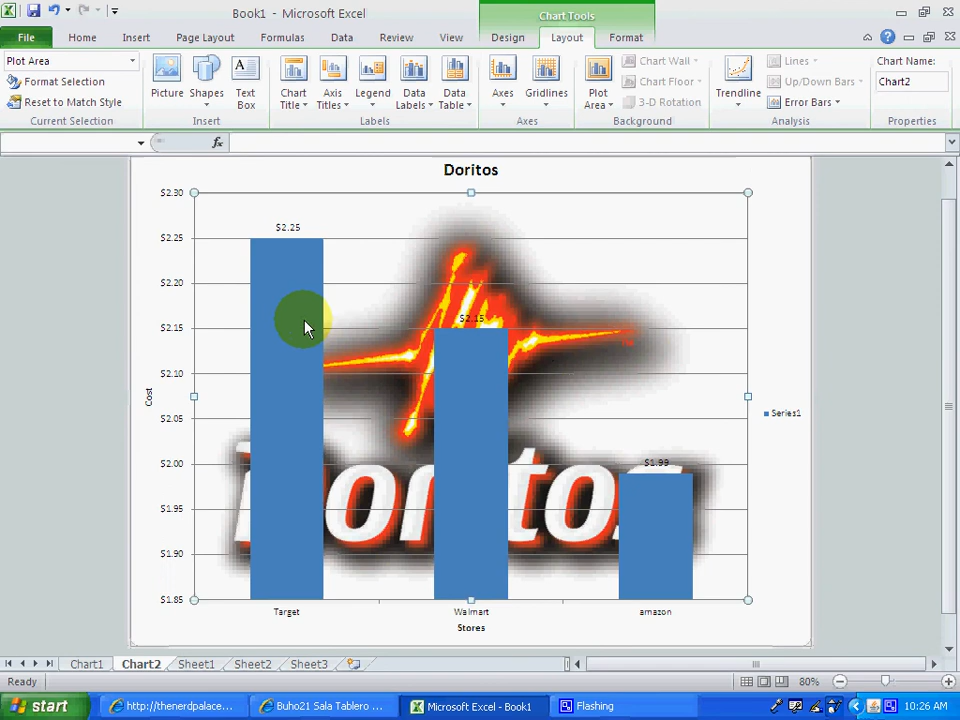 Book1 - Microsoft Excel
Chart Tools
File Home Insert Page Layout Formulas Data Review View Design Layout Format
Plot Area
Format Selection
Reset to Match Style
Current Selection
Picture
Shapes
Text Box
Insert
Chart Title
Axis Titles
Legend
Data Labels
Data Table
Labels
Axes
Gridlines
Axes
Plot Area
Chart Wall
Chart Floor
3-D Rotation
Background
Trendline
Lines
Up/Down Bars
Error Bars
Analysis
Chart Name:
Chart2
Properties
fx
Doritos
$2.30
$2.25
$2.20
$2.15
$2.10
$2.05
$2.00
$1.95
$1.90
$1.85
Cost
$2.25
$2.15
$1.99
Doritos
Series1
Target Walmart amazon
Stores
Chart1 Chart2 Sheet1 Sheet2 Sheet3
Ready
80%
start
http://thenerdpalace...
Buho21 Sala Tablero ...
Microsoft Excel - Book1
Flashing
10:26 AM